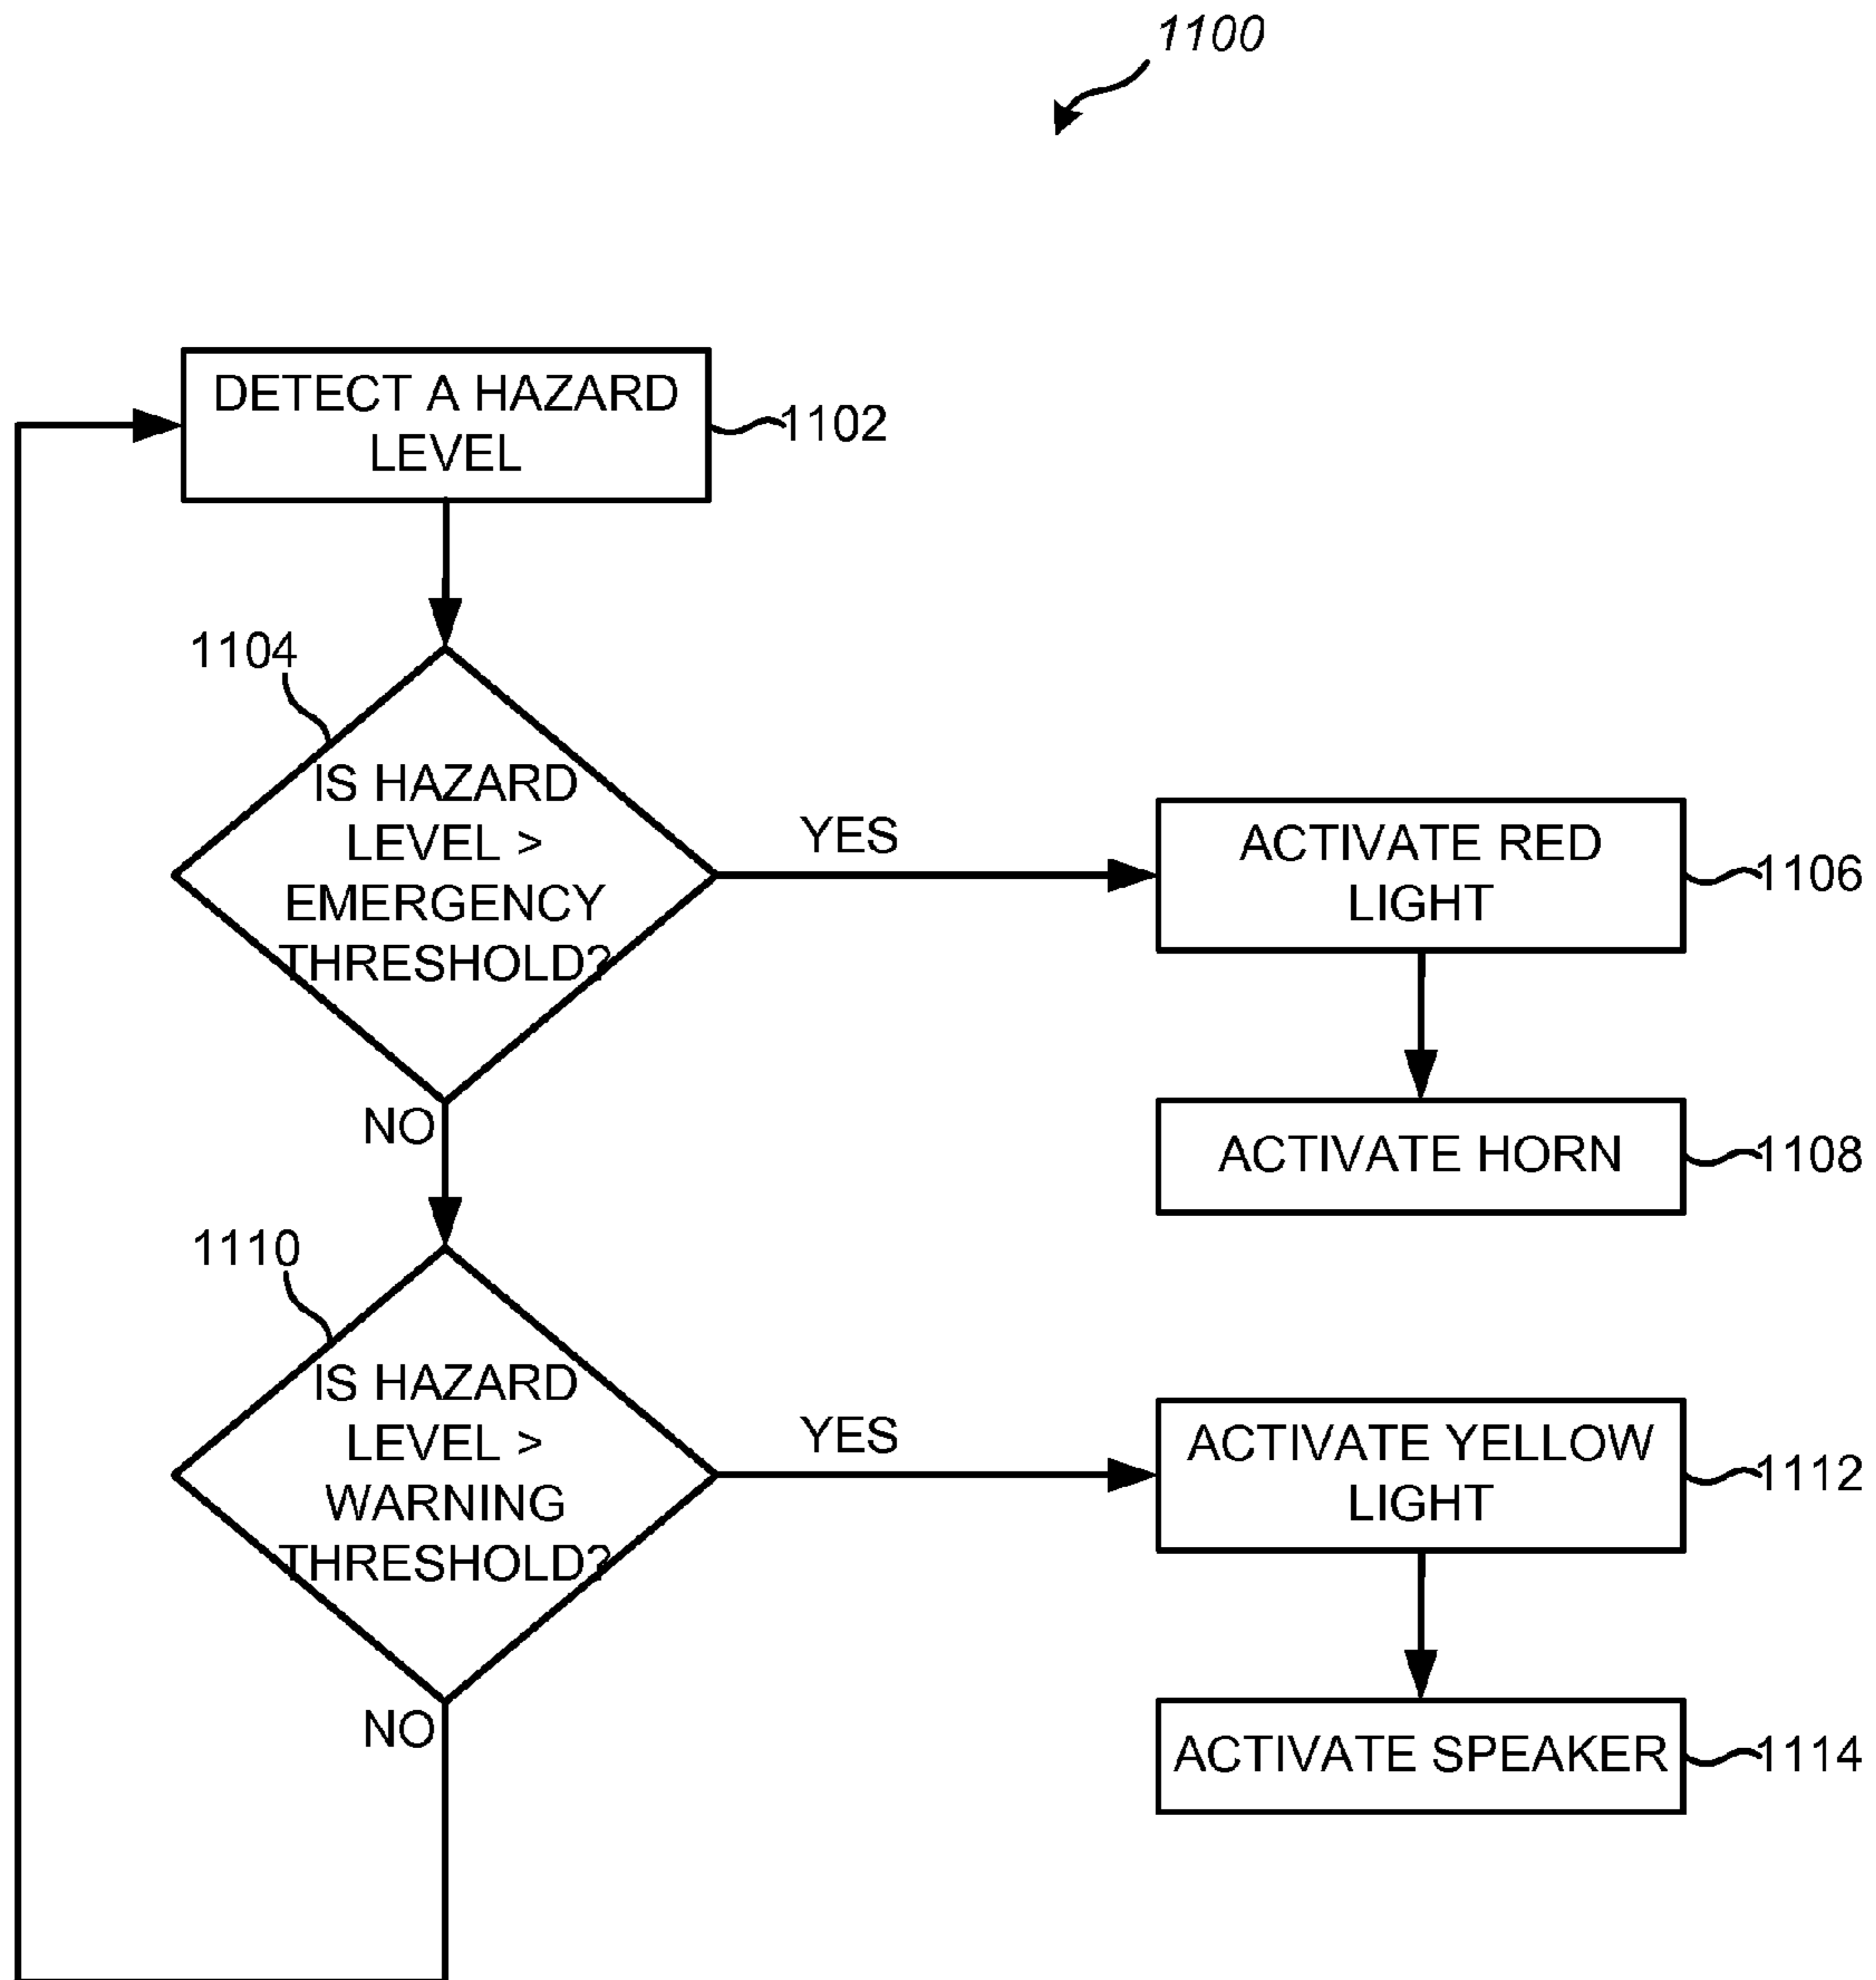 1100
DETECT A HAZARD
LEVEL
1102
1104
IS HAZARD
LEVEL >
EMERGENCY
THRESHOLD?
YES
ACTIVATE RED
LIGHT
1106
NO
ACTIVATE HORN
1108
1110
IS HAZARD
LEVEL >
WARNING
THRESHOLD?
YES
ACTIVATE YELLOW
LIGHT
1112
NO
ACTIVATE SPEAKER
1114